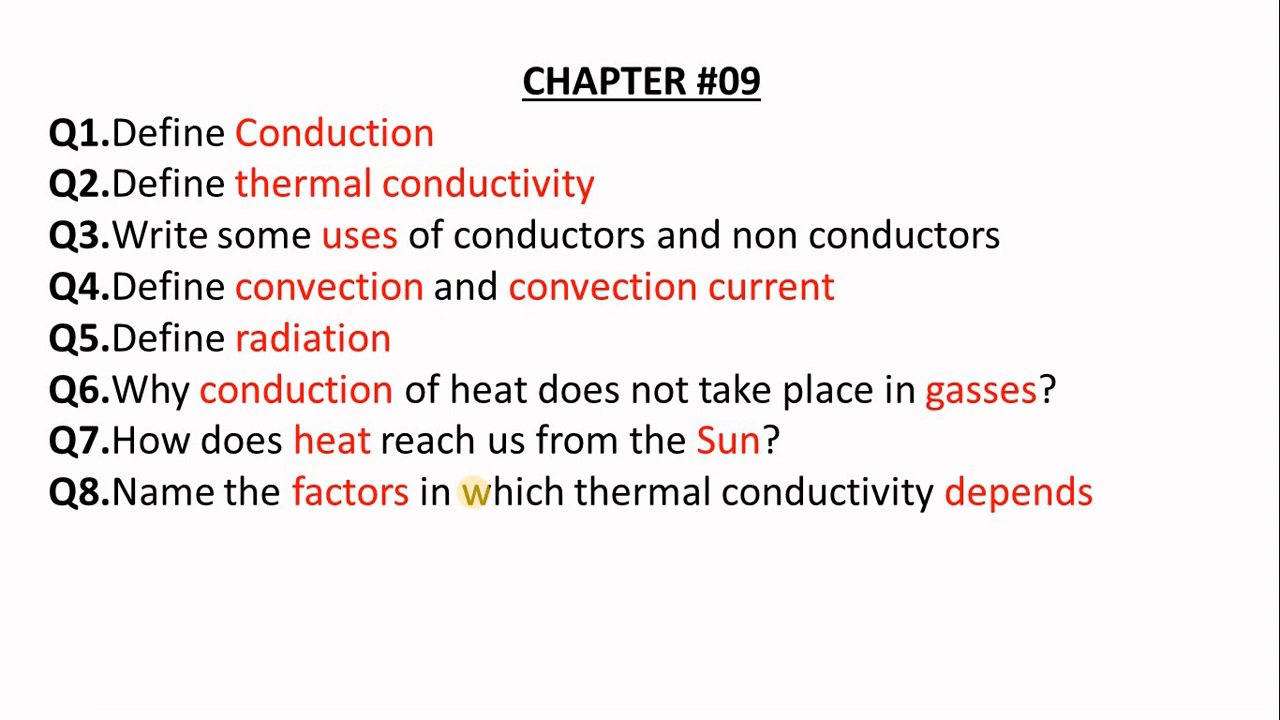 CHAPTER #09
Q1.Define Conduction
Q2.Define thermal conductivity
Q3.Write some uses of conductors and non conductors
Q4.Define convection and convection current
Q5.Define radiation
Q6.Why conduction of heat does not take place in gasses?
Q7.How does heat reach us from the Sun?
Q8.Name the factors in which thermal conductivity depends